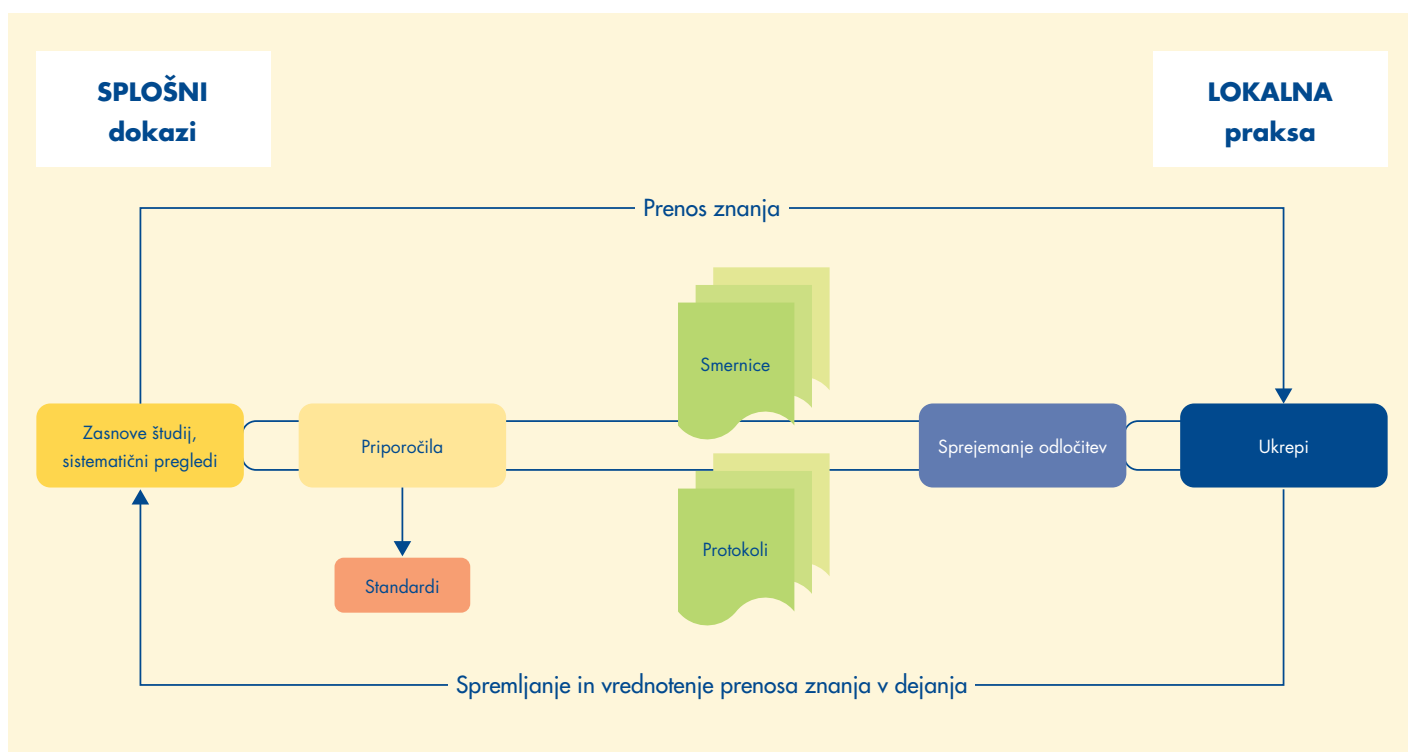 SPLOŠNI
dokazi
LOKALNA
praksa
Prenos znanja
Smernice
Zasnove študij,
sistematični pregledi
Priporočila
Sprejemanje odločitev
Ukrepi
Protokoli
Standardi
Spremljanje in vrednotenje prenosa znanja v dejanja